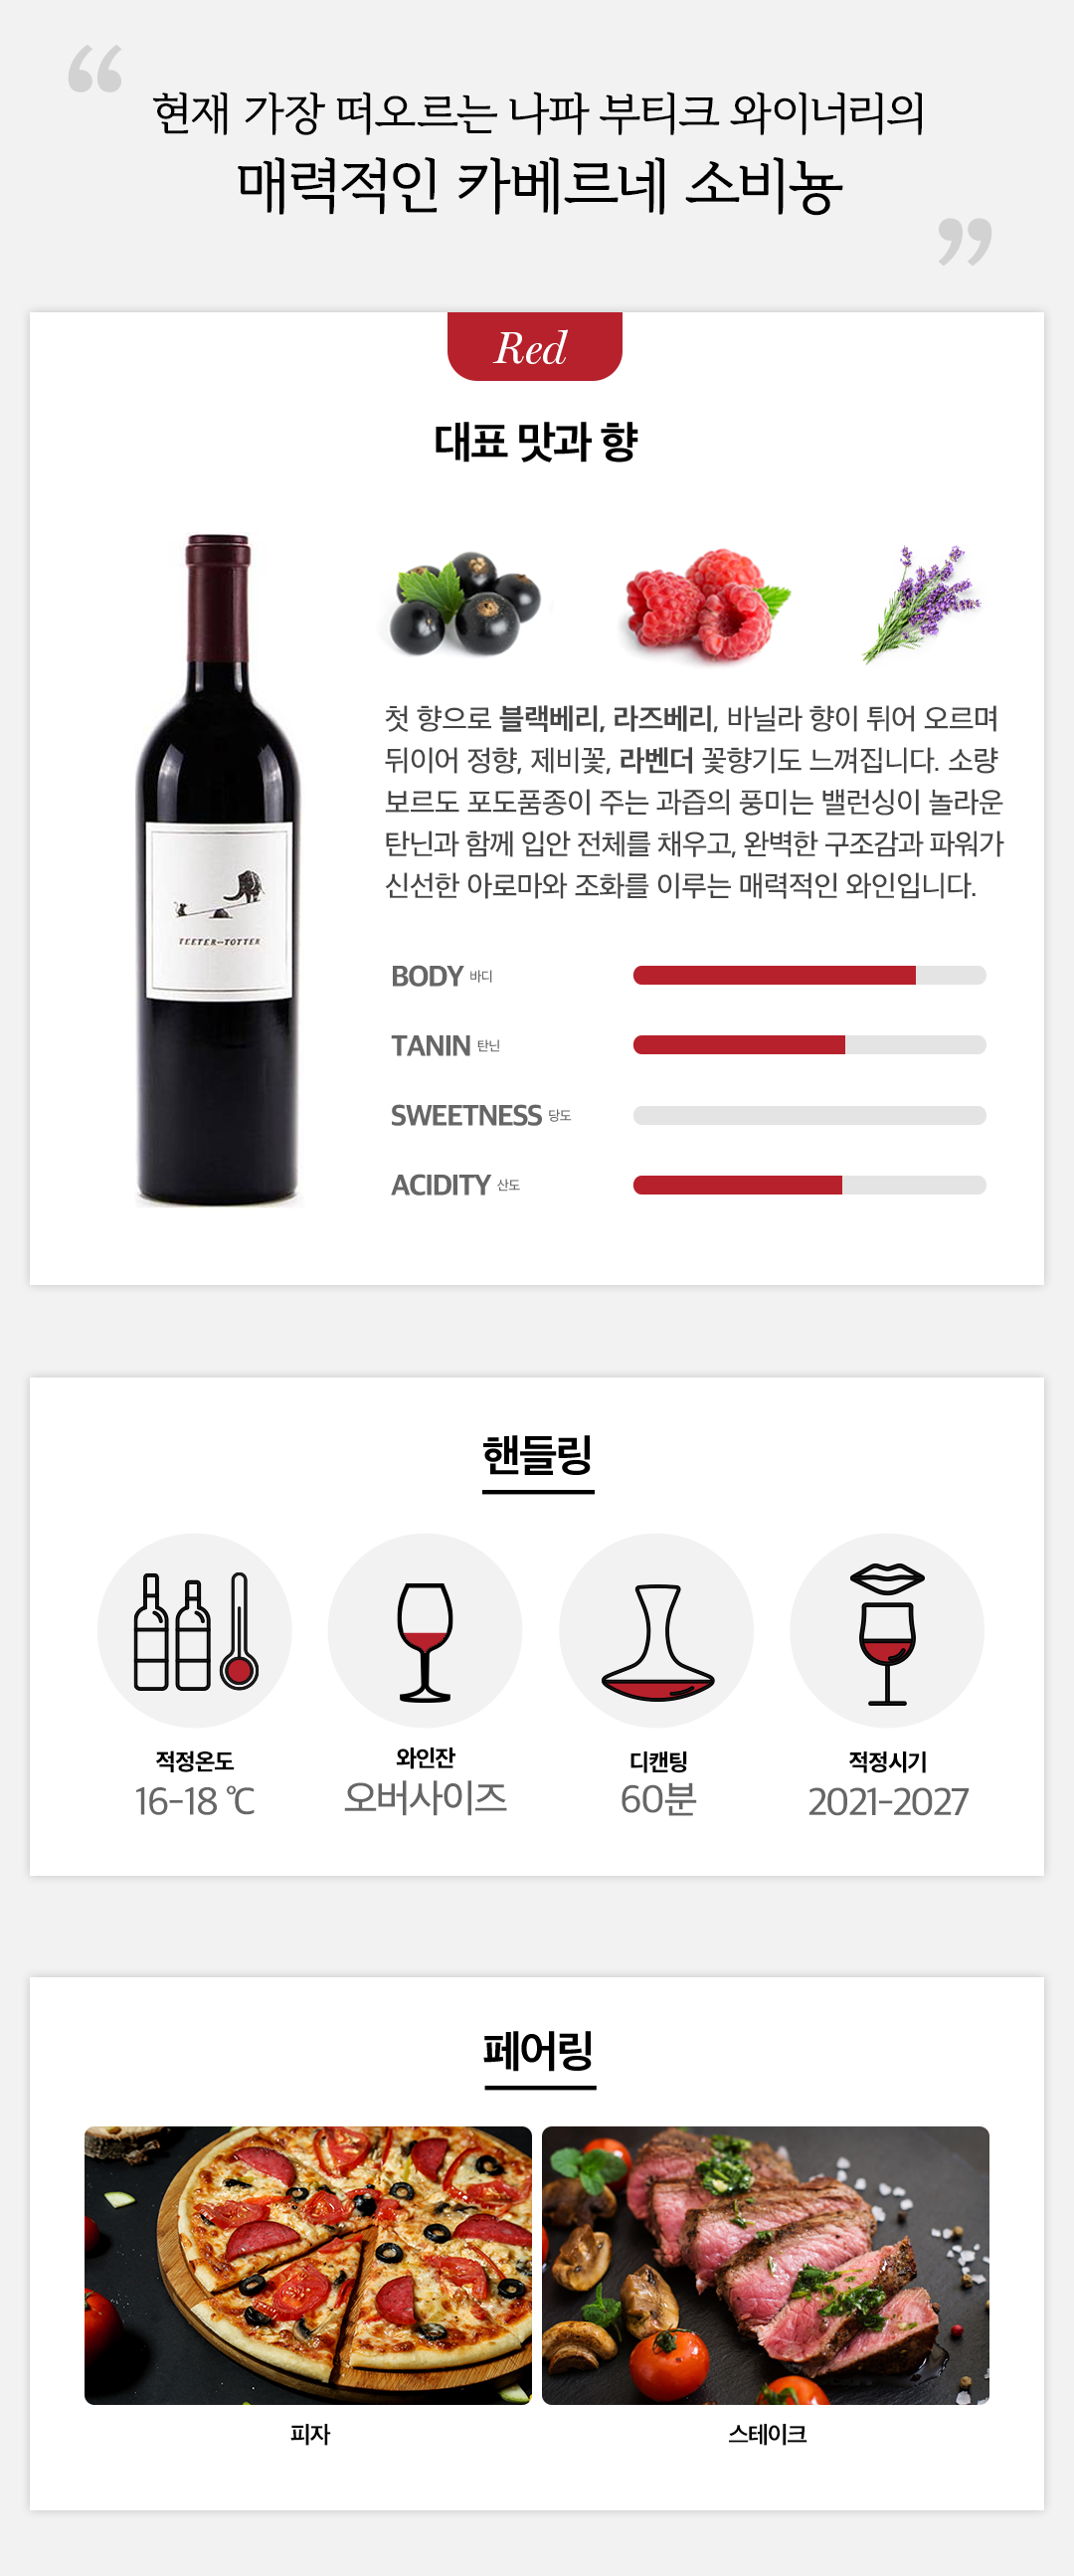 “
현재 가장 떠오르는 나파 부티크 와이너리의
매력적인 카베르네 소비뇽
”
Red
대표 맛과 향
첫 향으로 블랙베리, 라즈베리, 바닐라 향이 튀어 오르며
뒤이어 정향, 제비꽃, 라벤더 꽃향기도 느껴집니다. 소량
보르도 포도품종이 주는 과즙의 풍미는 밸런싱이 놀라운
탄닌과 함께 입안 전체를 채우고, 완벽한 구조감과 파워가
신선한 아로마와 조화를 이루는 매력적인 와인입니다.
TEETER-TOTTER
BODY 바디
TANIN 탄닌
SWEETNESS 당도
ACIDITY 산도
핸들링
적정온도
16-18 ℃
와인잔
오버사이즈
디캔팅
60분
적정시기
2021-2027
페어링
피자
스테이크